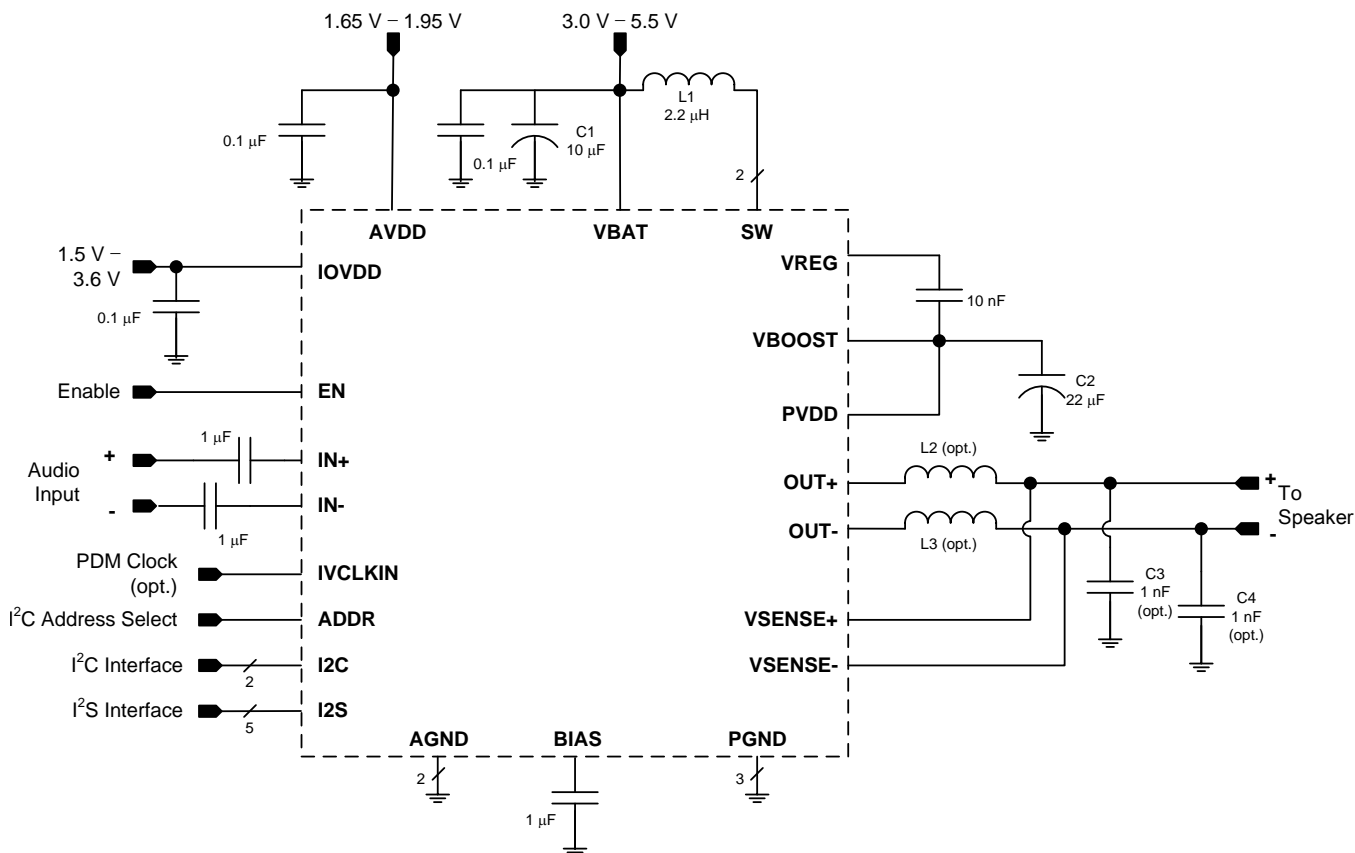 1.65 V – 1.95 V
3.0 V – 5.5 V
L1
2.2 μH
0.1 μF
0.1 μF
C1
10 μF
2
AVDD
VBAT
SW
1.5 V –
3.6 V
IOVDD
0.1 μF
VREG
10 nF
VBOOST
C2
22 μF
PVDD
Enable
EN
1 μF
+
Audio
Input
-
IN+
IN-
1 μF
L2 (opt.)
OUT+
OUT-
L3 (opt.)
+
To
Speaker
-
PDM Clock
(opt.)
IVCLKIN
C3
1 nF
(opt.)
C4
1 nF
(opt.)
I²C Address Select
ADDR
VSENSE+
I²C Interface
2
I2C
VSENSE-
I²S Interface
5
I2S
AGND
BIAS
PGND
2
3
1 μF